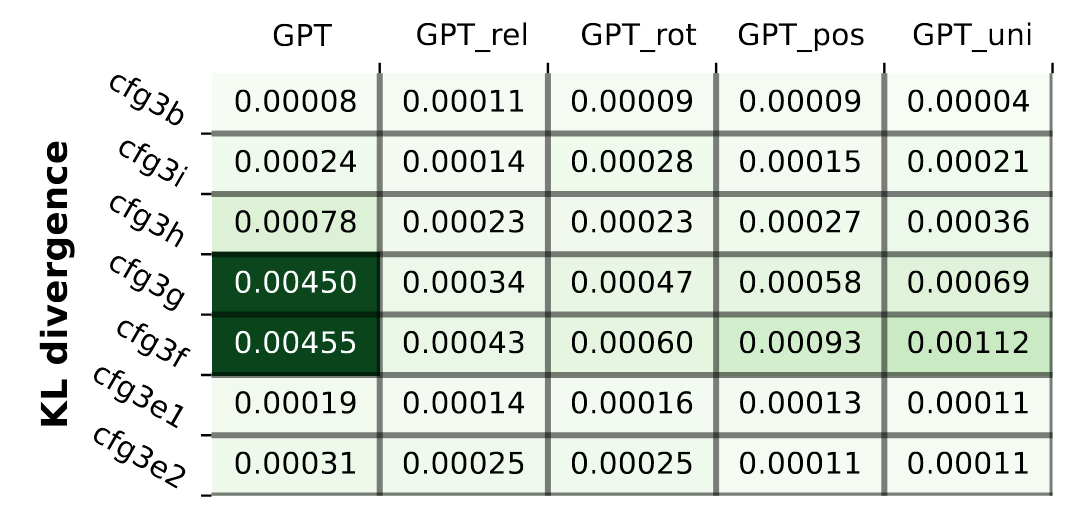 GPT GPT_rel GPT_rot GPT_pos GPT_uni
KL divergence
cfg3b 0.00008 0.00011 0.00009 0.00009 0.00004
cfg3i 0.00024 0.00014 0.00028 0.00015 0.00021
cfg3h 0.00078 0.00023 0.00023 0.00027 0.00036
cfg3g 0.00450 0.00034 0.00047 0.00058 0.00069
cfg3f 0.00455 0.00043 0.00060 0.00093 0.00112
cfg3e1 0.00019 0.00014 0.00016 0.00013 0.00011
cfg3e2 0.00031 0.00025 0.00025 0.00011 0.00011